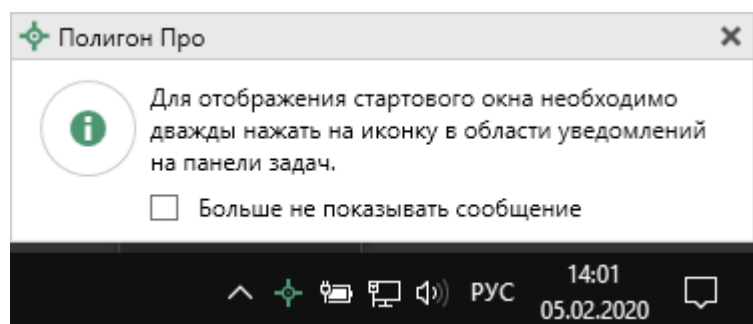 Полигон Про
Для отображения стартового окна необходимо
дважды нажать на иконку в области уведомлений
на панели задач.
Больше не показывать сообщение
РУС
14:01
05.02.2020